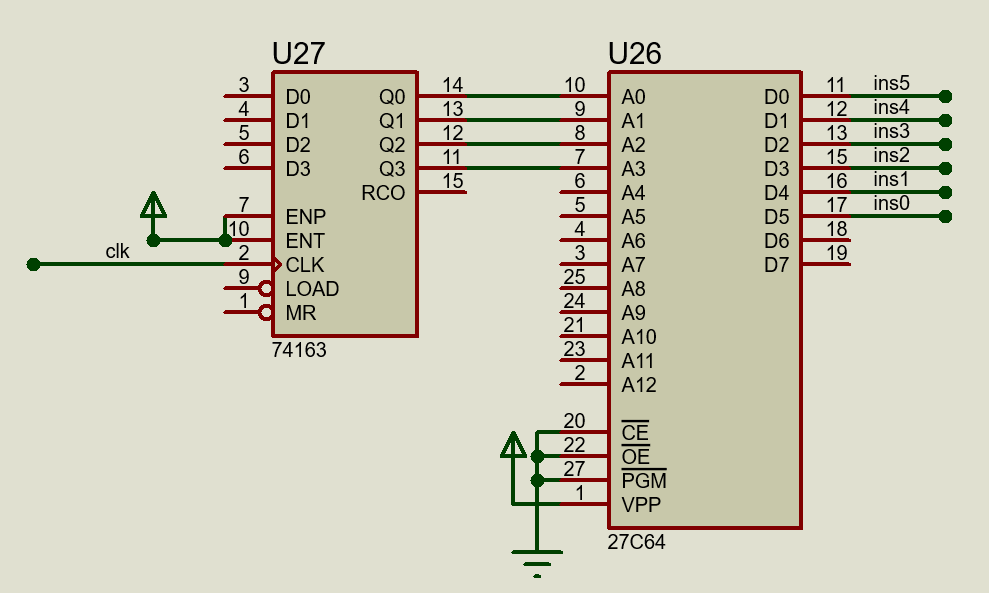 U27
3 D0 Q0 14
4 D1 Q1 13
5 D2 Q2 12
6 D3 Q3 11
RCO 15
7 ENP
10 ENT
clk 2 CLK
9 LOAD
1 MR
74163
U26
10 A0 D0 11 ins5
9 A1 D1 12 ins4
8 A2 D2 13 ins3
7 A3 D3 15 ins2
6 A4 D4 16 ins1
5 A5 D5 17 ins0
4 A6 D6 18
3 A7 D7 19
25 A8
24 A9
21 A10
23 A11
2 A12
20 CE
22 OE
27 PGM
1 VPP
27C64